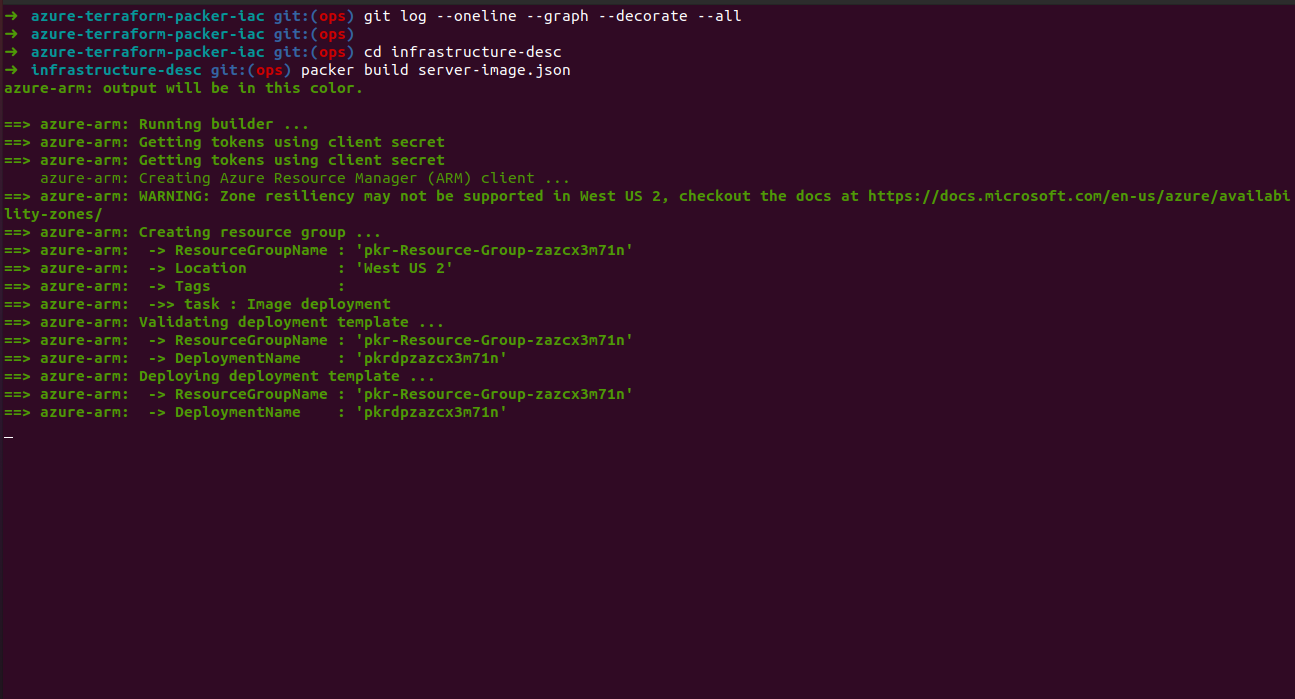 ➜  azure-terraform-packer-iac git:(ops) git log --oneline --graph --decorate --all
➜  azure-terraform-packer-iac git:(ops)
➜  azure-terraform-packer-iac git:(ops) cd infrastructure-desc
➜  infrastructure-desc git:(ops) packer build server-image.json
azure-arm: output will be in this color.

==> azure-arm: Running builder ...
==> azure-arm: Getting tokens using client secret
==> azure-arm: Getting tokens using client secret
    azure-arm: Creating Azure Resource Manager (ARM) client ...
==> azure-arm: WARNING: Zone resiliency may not be supported in West US 2, checkout the docs at https://docs.microsoft.com/en-us/azure/availabi
lity-zones/
==> azure-arm: Creating resource group ...
==> azure-arm:  -> ResourceGroupName : 'pkr-Resource-Group-zazcx3m71n'
==> azure-arm:  -> Location          : 'West US 2'
==> azure-arm:  -> Tags              :
==> azure-arm:  ->> task : Image deployment
==> azure-arm: Validating deployment template ...
==> azure-arm:  -> ResourceGroupName : 'pkr-Resource-Group-zazcx3m71n'
==> azure-arm:  -> DeploymentName    : 'pkrdpzazcx3m71n'
==> azure-arm: Deploying deployment template ...
==> azure-arm:  -> ResourceGroupName : 'pkr-Resource-Group-zazcx3m71n'
==> azure-arm:  -> DeploymentName    : 'pkrdpzazcx3m71n'